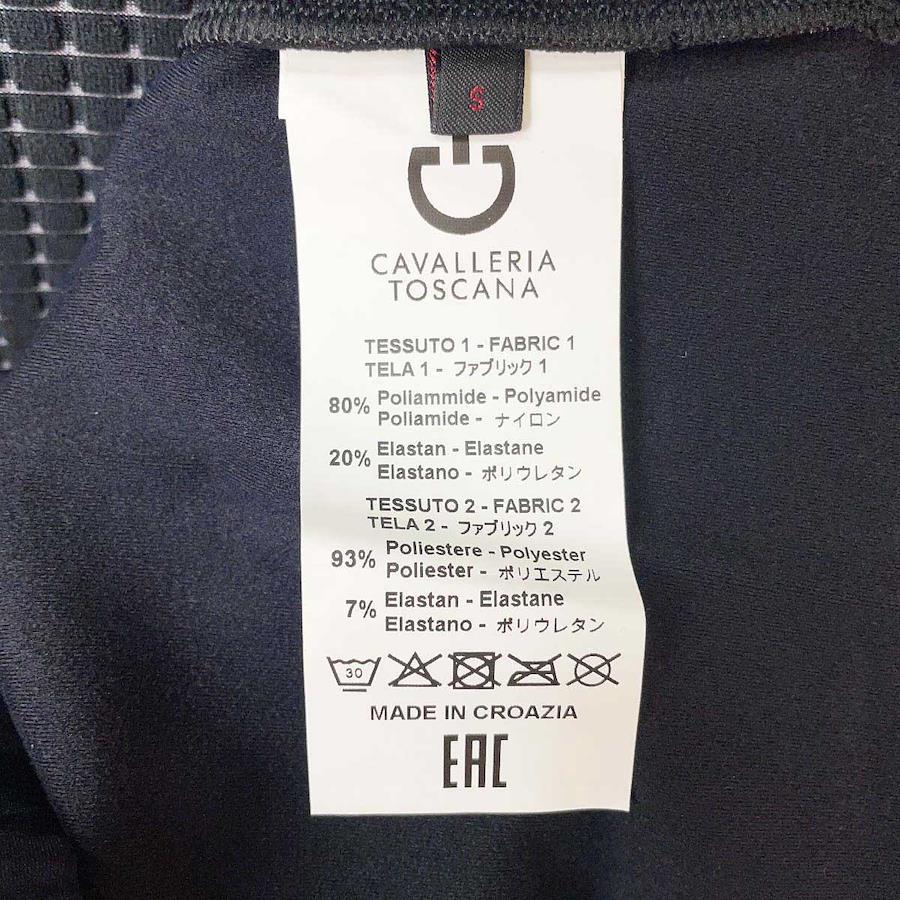 S
CAVALLERIA
TOSCANA
TESSUTO 1 - FABRIC 1
TELA 1 - ファブリック 1
80% Poliammide - Polyamide
Poliamide - ナイロン
20% Elastan - Elastane
Elastano - ポリウレタン
TESSUTO 2 - FABRIC 2
TELA 2 - ファブリック 2
93% Poliestere - Polyester
Poliester - ポリエステル
7% Elastan - Elastane
Elastano - ポリウレタン
30
MADE IN CROAZIA
EAC